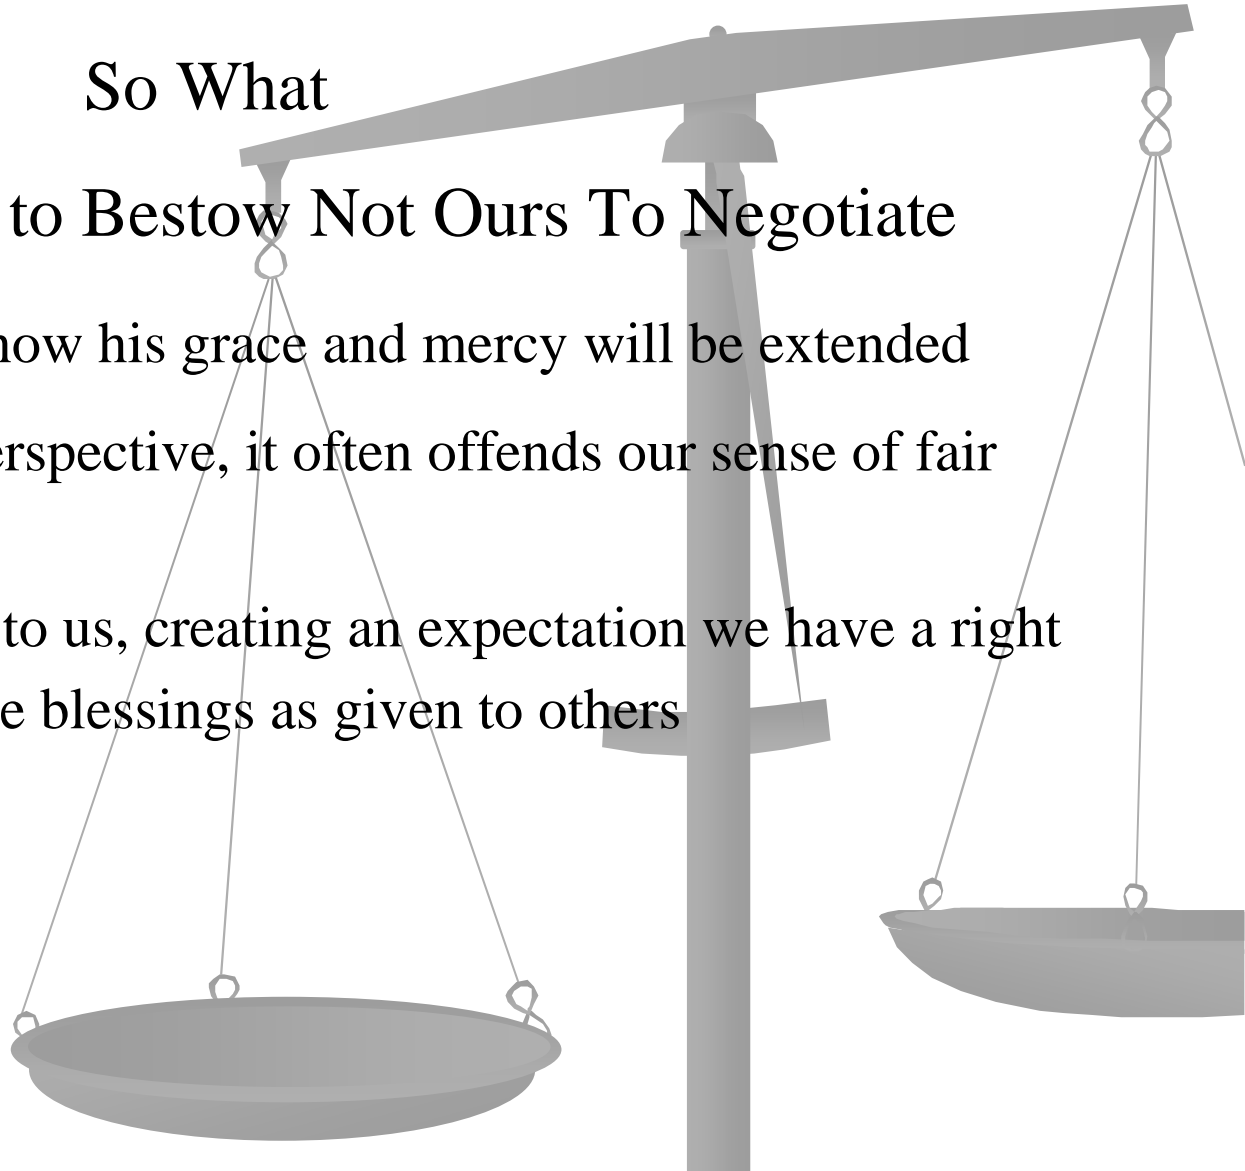 So What
to Bestow Not Ours To Negotiate
how his grace and mercy will be extended
erspective, it often offends our sense of fair
to us, creating an expectation we have a right
e blessings as given to others